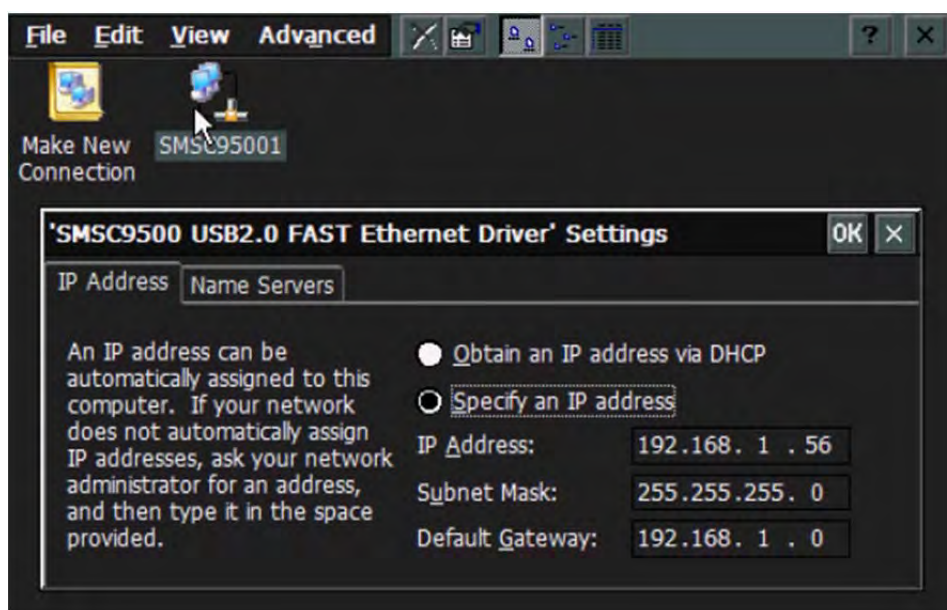 File Edit View Advanced ? ×
Make New
Connection
SMSC95001
'SMSC9500 USB2.0 FAST Ethernet Driver' Settings OK ×
IP Address Name Servers
An IP address can be
automatically assigned to this
computer. If your network
does not automatically assign
IP addresses, ask your network
administrator for an address,
and then type it in the space
provided.
Obtain an IP address via DHCP
Specify an IP address
IP Address: 192.168. 1 . 56
Subnet Mask: 255.255.255. 0
Default Gateway: 192.168. 1 . 0